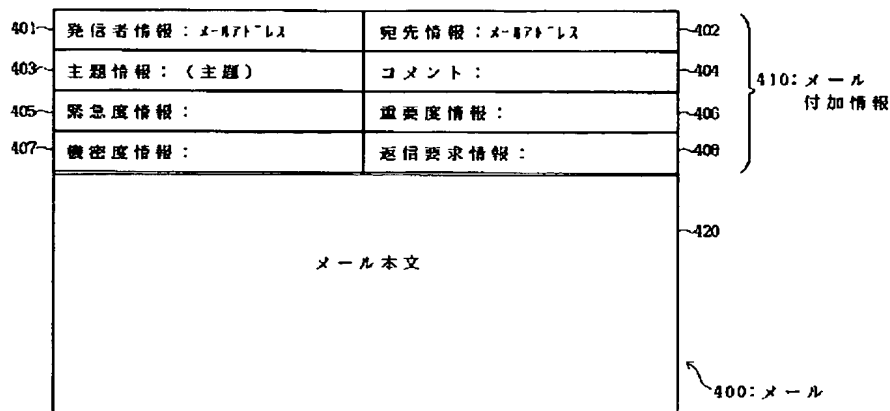 401 発信者情報：メールアドレス 宛先情報：メールアドレス 402
403 主題情報：（主題） コメント： 404
410：メール
付加情報
405 緊急度情報： 重要度情報： 406
407 機密度情報： 返信要求情報： 408
420
メール本文
400：メール